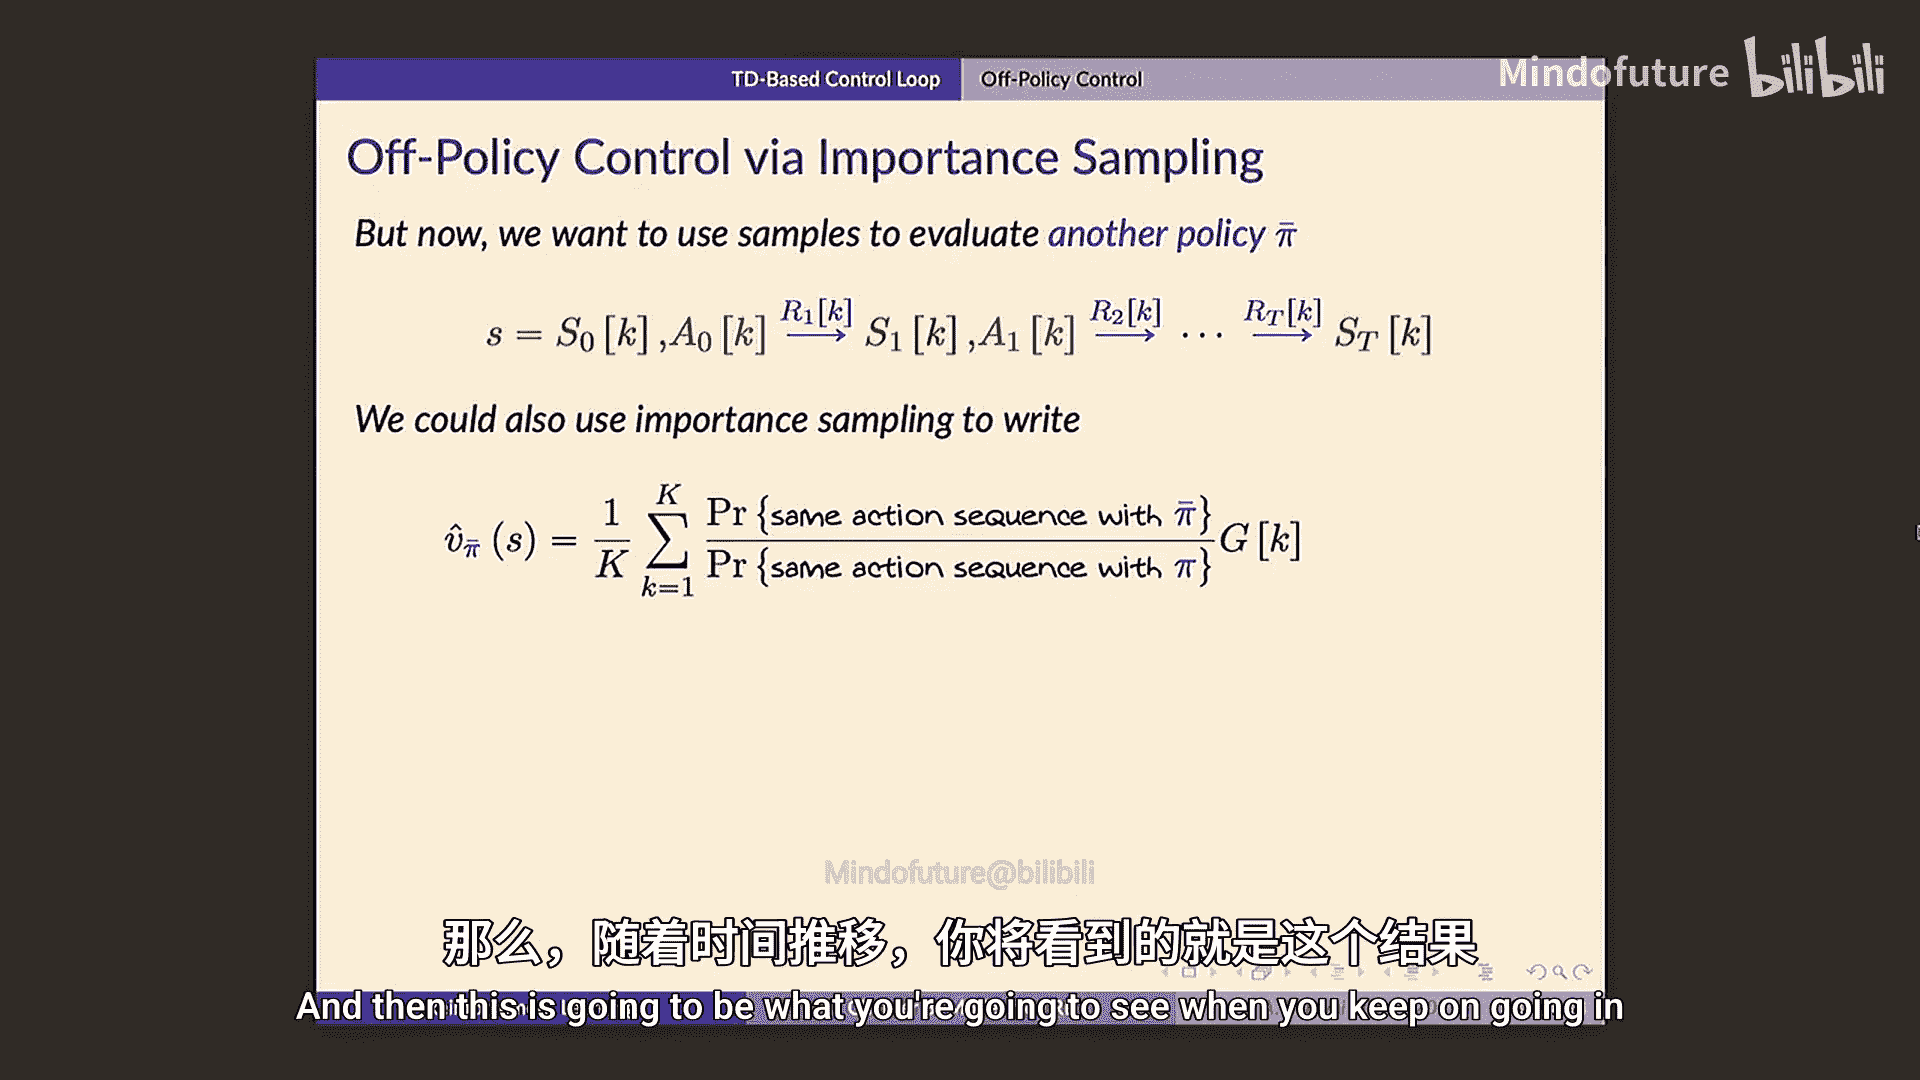 TD-Based Control Loop Off-Policy Control
Mindofuture bilibili
Off-Policy Control via Importance Sampling
But now, we want to use samples to evaluate another policy π̄
s = S₀[k], A₀[k] —R₁[k]→ S₁[k], A₁[k] —R₂[k]→ ⋯ —R_T[k]→ S_T[k]
We could also use importance sampling to write
v̂_π̄(s) = 1/K ∑_{k=1}^{K} Pr{same action sequence with π̄} / Pr{same action sequence with π} G[k]
Mindofuture@bilibili
那么，随着时间推移，你将看到的就是这个结果
And then this is going to be what you're going to see when you keep on going in